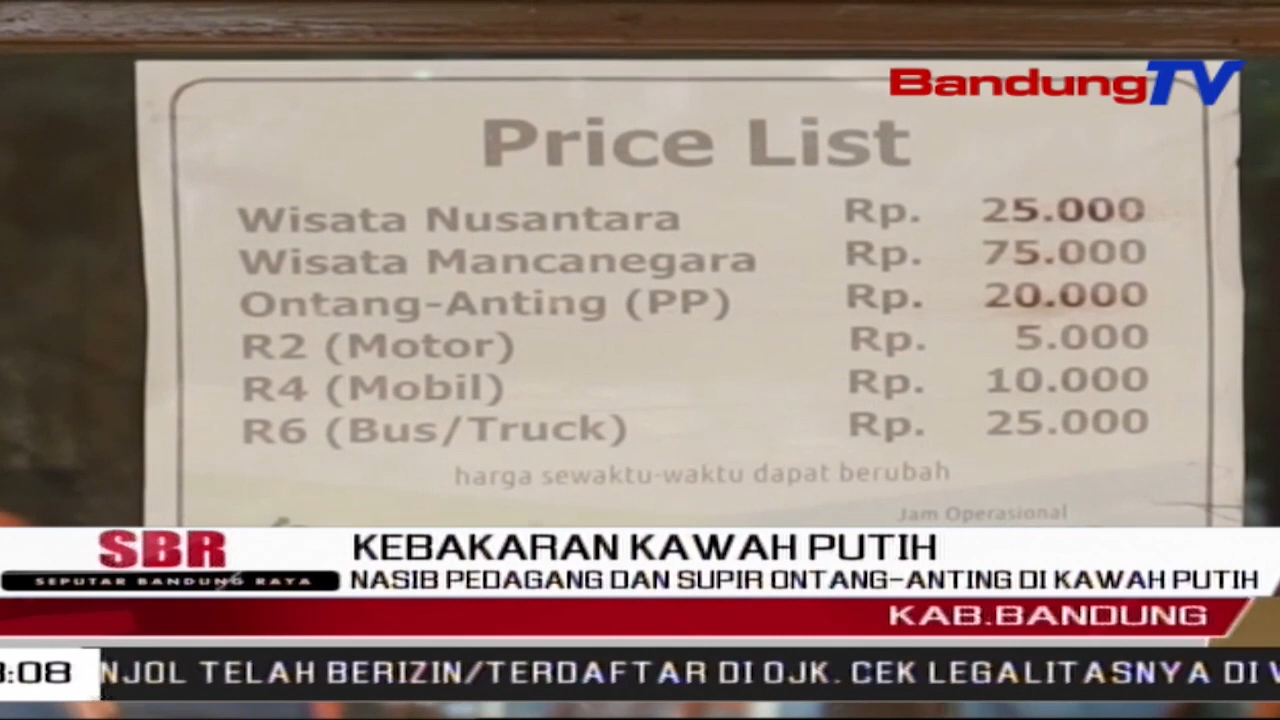 BandungTV
Price List
Wisata Nusantara Rp. 25.000
Wisata Mancanegara Rp. 75.000
Ontang-Anting (PP) Rp. 20.000
R2 (Motor) Rp. 5.000
R4 (Mobil) Rp. 10.000
R6 (Bus/Truck) Rp. 25.000
harga sewaktu-waktu dapat berubah
Jam Operasional
SBR
SEPUTAR BANDUNG RAYA
KEBAKARAN KAWAH PUTIH
NASIB PEDAGANG DAN SUPIR ONTANG-ANTING DI KAWAH PUTIH
KAB.BANDUNG
:08 NJOL TELAH BERIZIN/TERDAFTAR DI OJK. CEK LEGALITASNYA DI